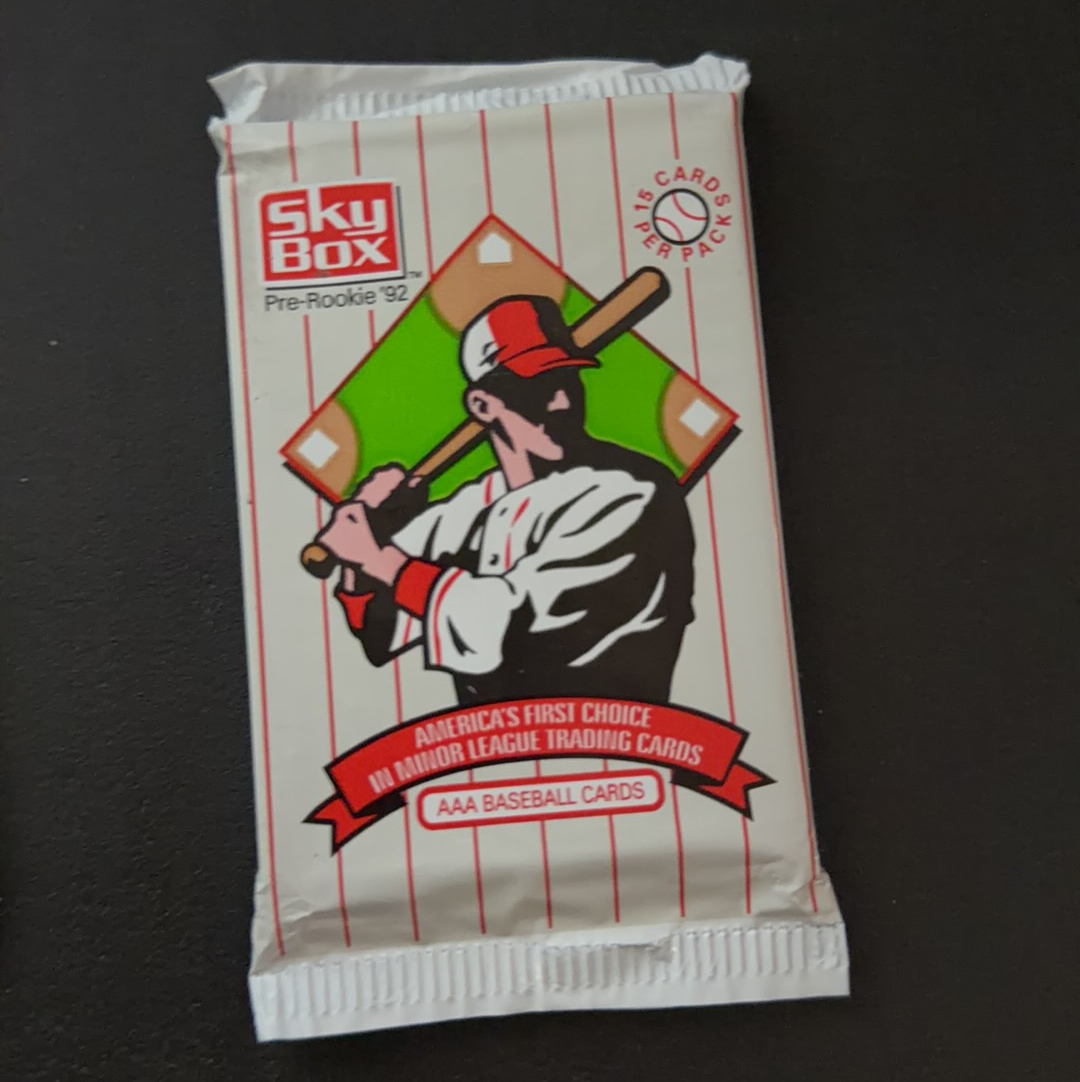 Sky
Box
™
Pre-Rookie '92
15 CARDS
PER PACK
AMERICA'S FIRST CHOICE
IN MINOR LEAGUE TRADING CARDS
AAA BASEBALL CARDS